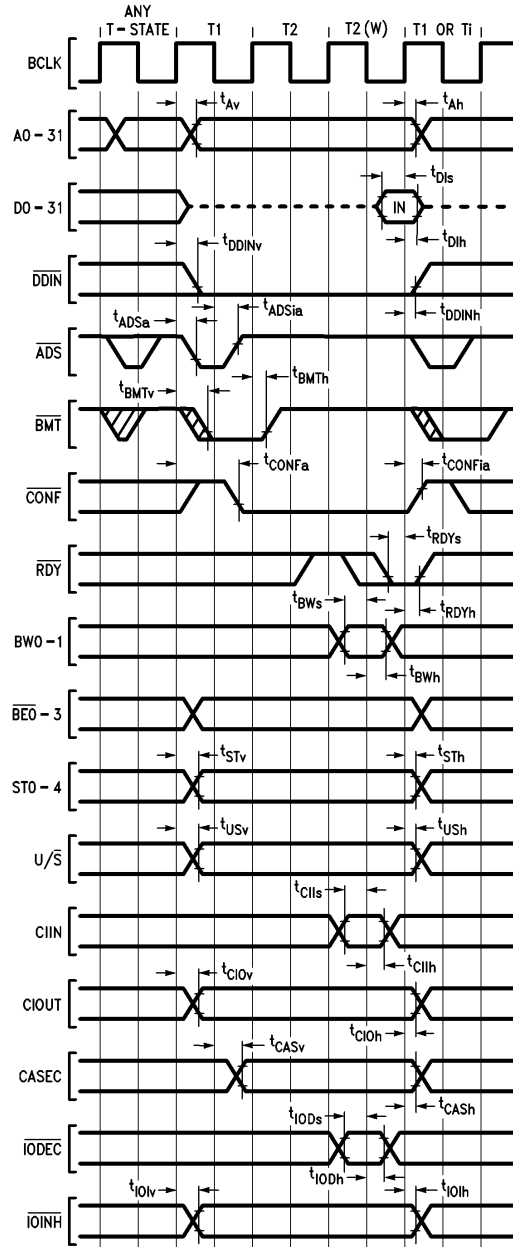 ANY
T-STATE T1 T2 T2(W) T1 OR Ti
BCLK
tAv tAh
A0-31
tDIs
D0-31 IN
tDIh
tDDINv
DDIN
tADSa tADSia tDDINh
ADS
tBMTv tBMTh
BMT
tCONFa tCONFia
CONF
tRDYs
RDY
tBWs tRDYh
BW0-1
tBWh
BE0-3
tSTv tSTh
ST0-4
tUSv tUSh
U/S
tCIIs
CIIN
tCIIh
tCIOv
CIOUT
tCIOh
tCASv
CASEC
tCASh
tIODs
IODEC
tIODh
tIOIv tIOIh
IOINH